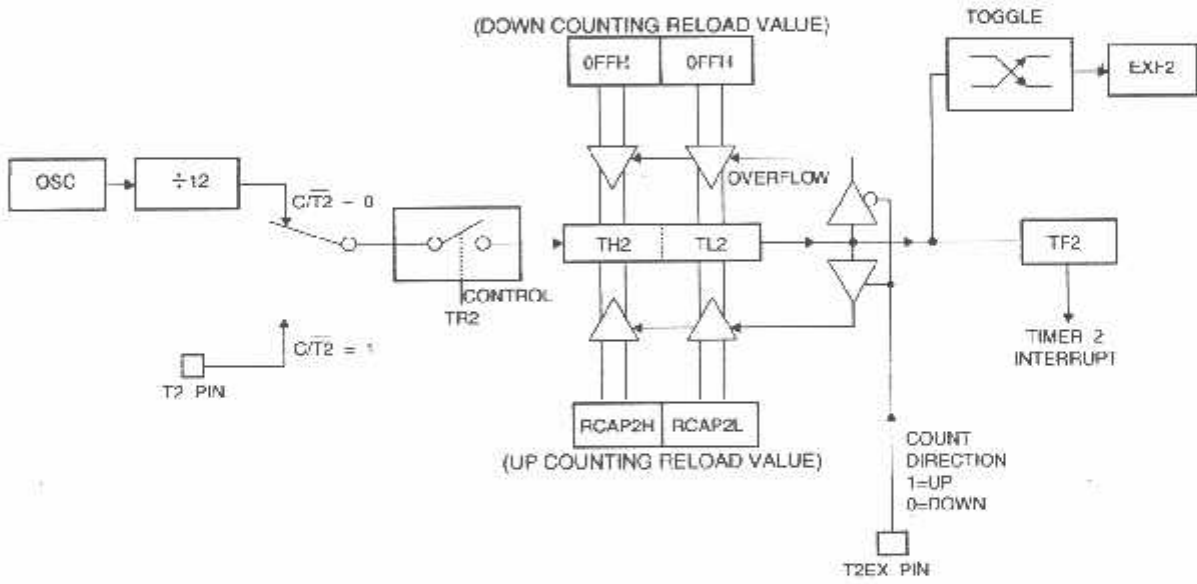 (DOWN COUNTING RELOAD VALUE)
TOGGLE
0FFH 0FFH
EXF2
OSC
÷12
OVERFLOW
C/T2 = 0
TH2 TL2
TF2
CONTROL
TR2
C/T2 = 1
T2 PIN
TIMER 2
INTERRUPT
RCAP2H RCAP2L
(UP COUNTING RELOAD VALUE)
COUNT
DIRECTION
1=UP
0=DOWN
T2EX PIN